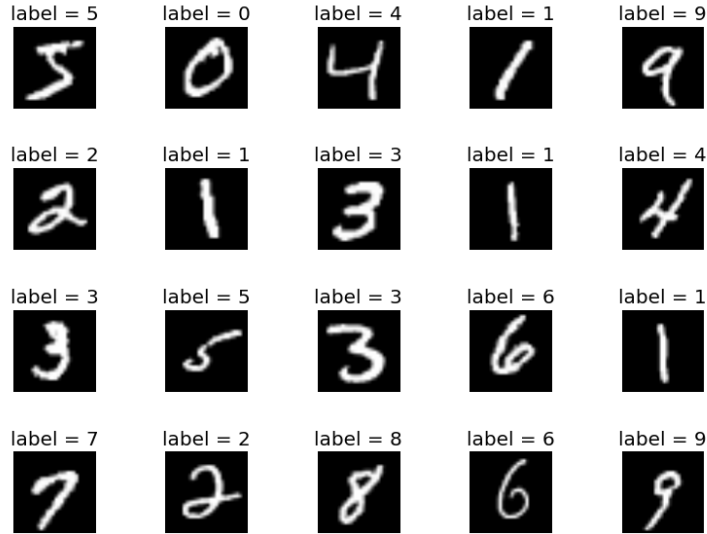 label = 5 label = 0 label = 4 label = 1 label = 9
5 0 4 1 9
label = 2 label = 1 label = 3 label = 1 label = 4
2 1 3 1 4
label = 3 label = 5 label = 3 label = 6 label = 1
3 5 3 6 1
label = 7 label = 2 label = 8 label = 6 label = 9
7 2 8 6 9